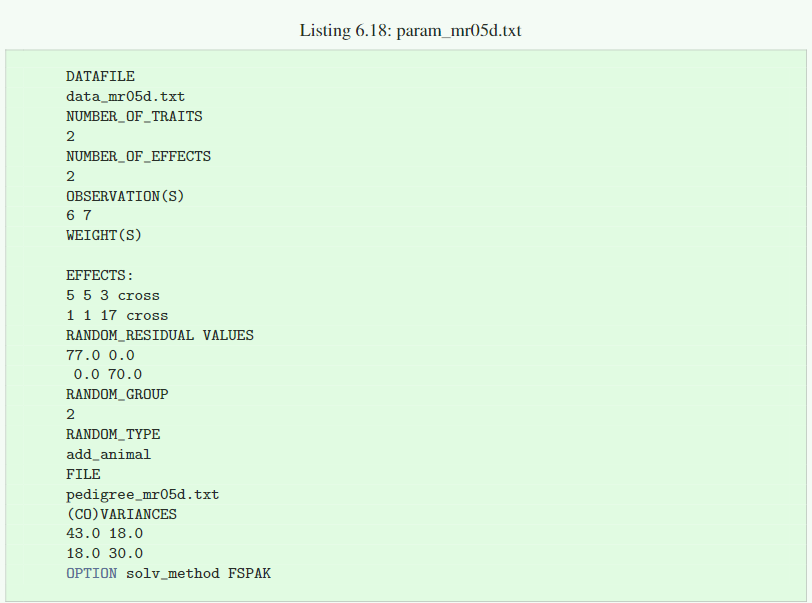 Listing 6.18: param_mr05d.txt
DATAFILE
data_mr05d.txt
NUMBER_OF_TRAITS
2
NUMBER_OF_EFFECTS
2
OBSERVATION(S)
6 7
WEIGHT(S)
EFFECTS:
5 5 3 cross
1 1 17 cross
RANDOM_RESIDUAL VALUES
77.0 0.0
0.0 70.0
RANDOM_GROUP
2
RANDOM_TYPE
add_animal
FILE
pedigree_mr05d.txt
(CO)VARIANCES
43.0 18.0
18.0 30.0
OPTION solv_method FSPAK